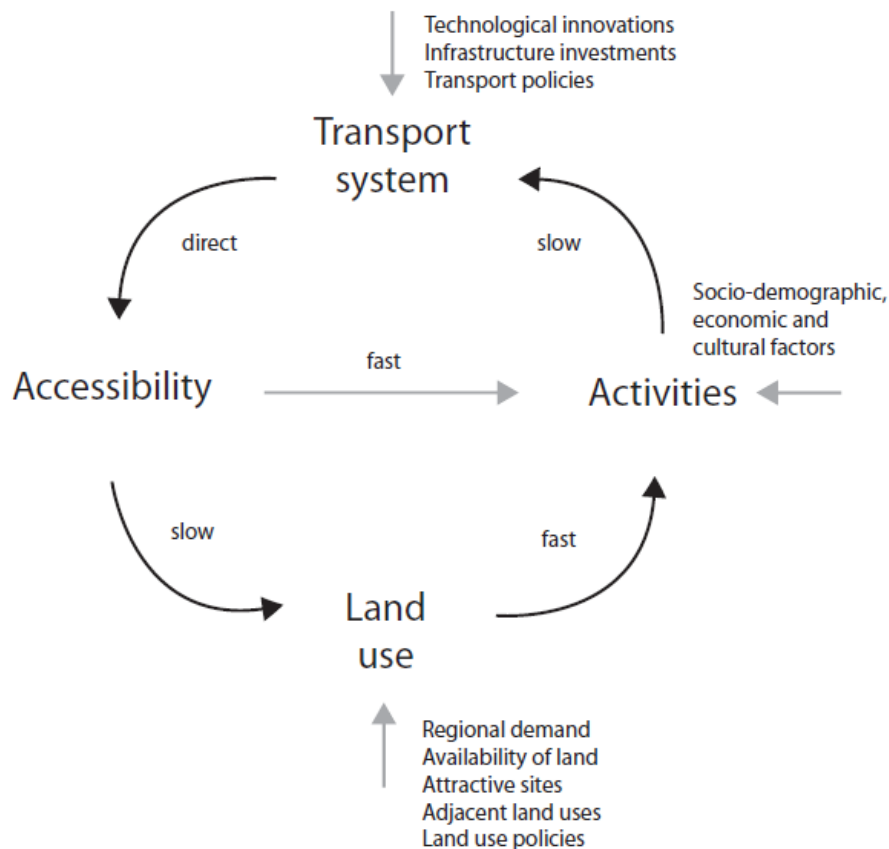 Technological innovations
Infrastructure investments
Transport policies
Transport
system
direct
slow
Socio-demographic,
economic and
cultural factors
Accessibility
fast
Activities
slow
fast
Land
use
Regional demand
Availability of land
Attractive sites
Adjacent land uses
Land use policies